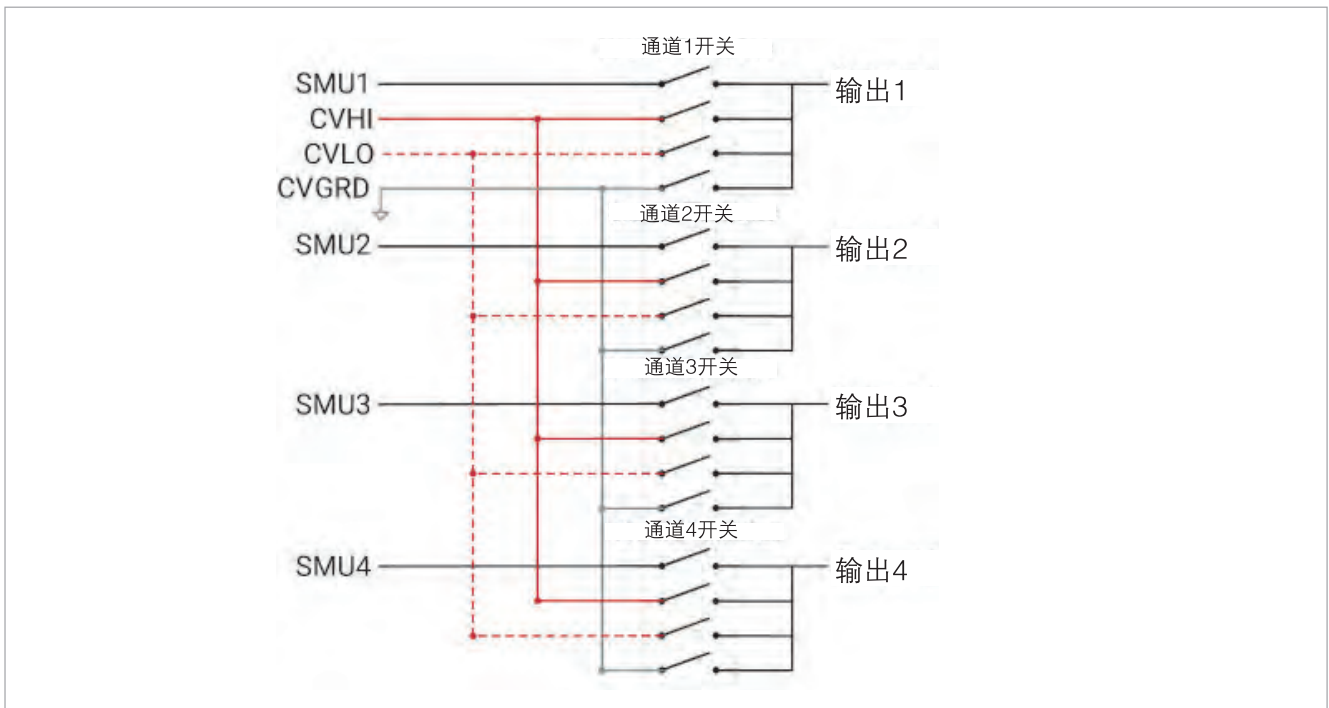 通道1开关
SMU1
输出1
CVHI
CVLO
CVGRD
通道2开关
SMU2
输出2
通道3开关
SMU3
输出3
通道4开关
SMU4
输出4